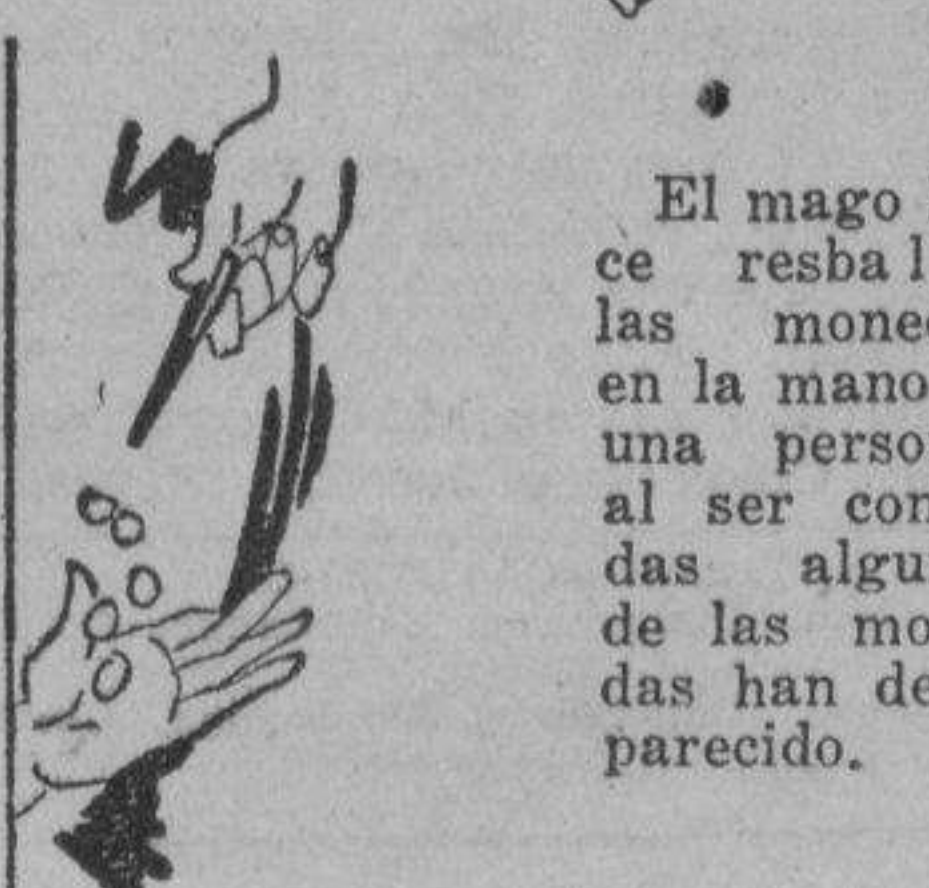 El mago
ce resbal
las mone
en la mano
una perso
al ser con
das algu
de las mo
das han de
parecido.